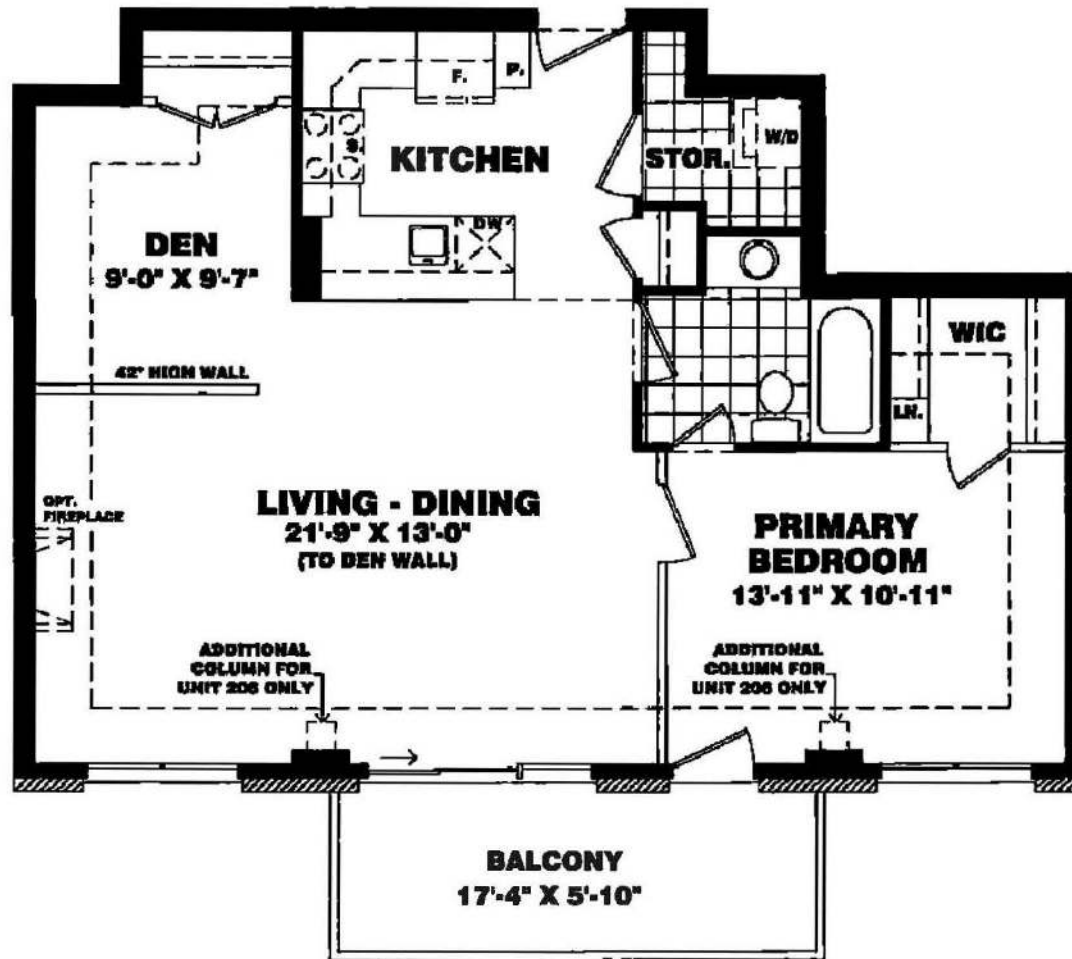 F.
P.
W/D
S.
KITCHEN
STOR.
DW
DEN
9'-0" X 9'-7"
WIC
42" HIGH WALL
LN.
OPT.
FIREPLACE
LIVING - DINING
21'-9" X 13'-0"
(TO DEN WALL)
PRIMARY
BEDROOM
13'-11" X 10'-11"
ADDITIONAL
COLUMN FOR
UNIT 206 ONLY
ADDITIONAL
COLUMN FOR
UNIT 206 ONLY
BALCONY
17'-4" X 5'-10"